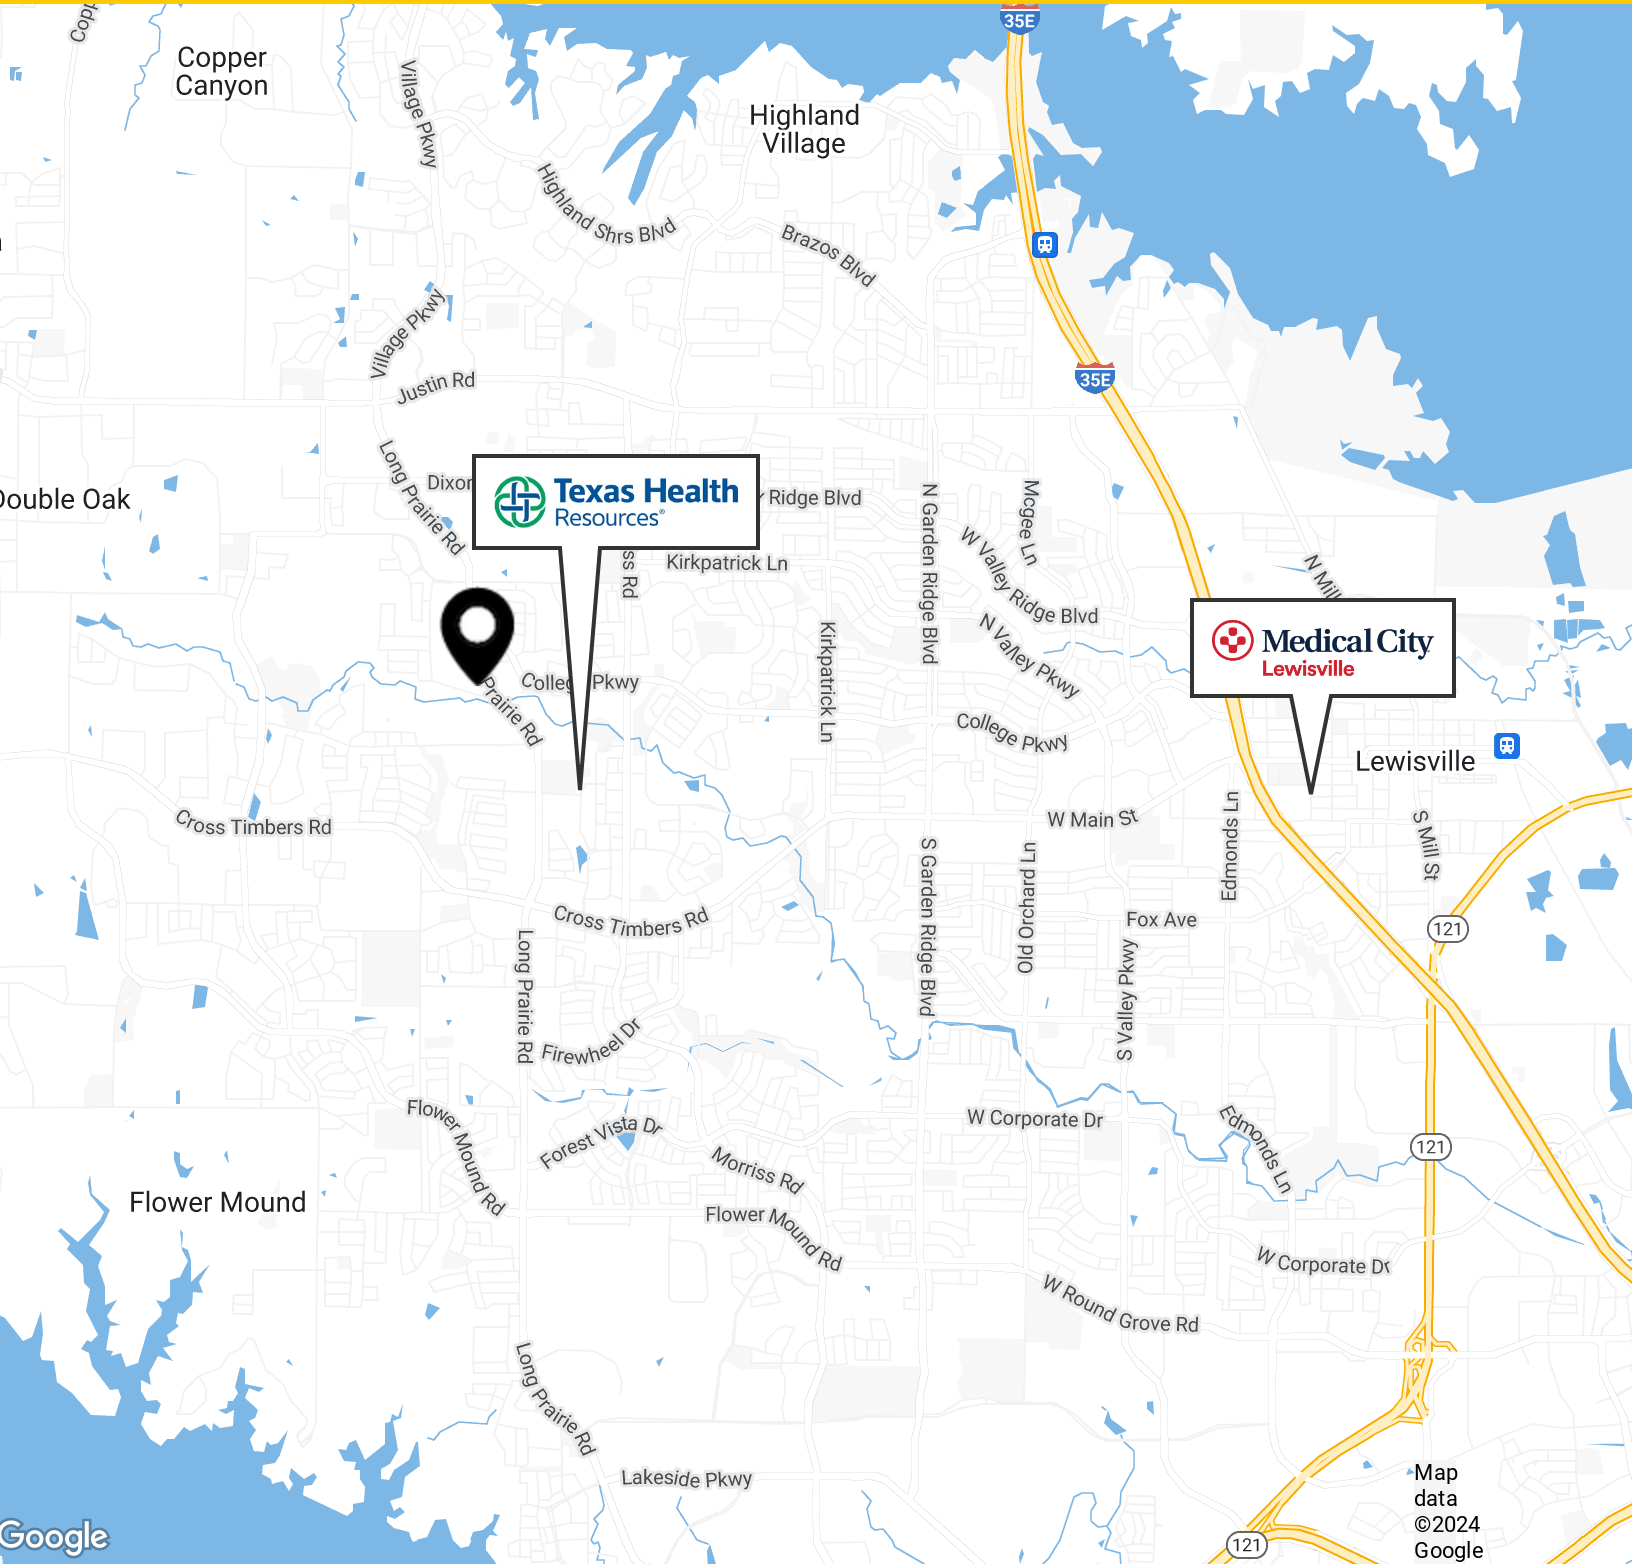 Copp
35E
Copper
Canyon
Village Pkwy
Highland
Village
Highland Shrs Blvd
Brazos Blvd
Village Pkwy
Justin Rd
35E
Long Prairie Rd
Dixon
Texas Health
Resources®
Ridge Blvd
Double Oak
N Garden Ridge Blvd
Mcgee Ln
W Valley Ridge Blvd
Kirkpatrick Ln
ss Rd
N Mill
N Valley Pkwy
Kirkpatrick Ln
Medical City
Lewisville
College Pkwy
Prairie Rd
College Pkwy
Lewisville
Cross Timbers Rd
W Main St
Edmonds Ln
S Mill St
S Garden Ridge Blvd
Old Orchard Ln
Cross Timbers Rd
Fox Ave
121
Long Prairie Rd
S Valley Pkwy
Firewheel Dr
Flower Mound Rd
Forest Vista Dr
W Corporate Dr
Edmonds Ln
121
Morriss Rd
Flower Mound
Flower Mound Rd
W Corporate Dr
W Round Grove Rd
Long Prairie Rd
Lakeside Pkwy
Map
data
©2024
Google
Google
121